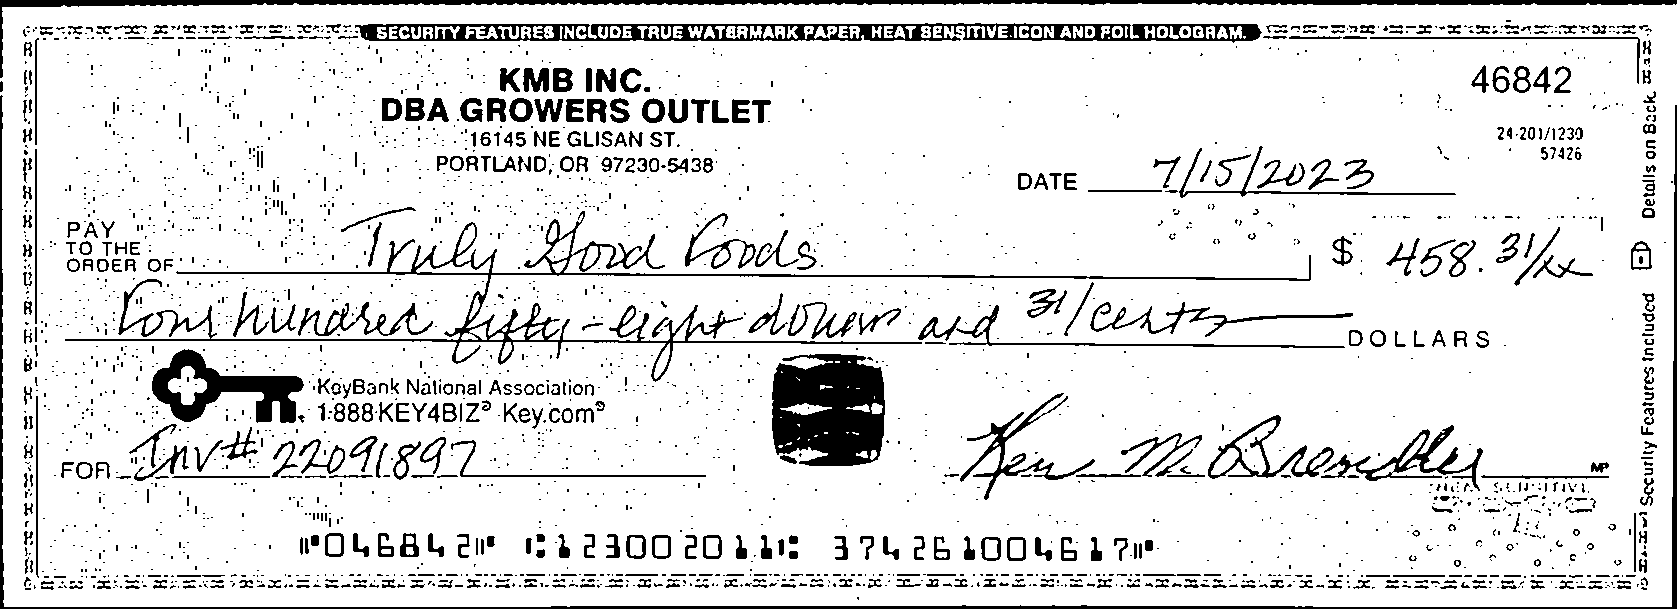 SECURITY FEATURES INCLUDE TRUE WATERMARK PAPER, HEAT SENSITIVE ICON AND FOIL HOLOGRAM.
KMB INC.
DBA GROWERS OUTLET
16145 NE GLISAN ST.
PORTLAND, OR 97230-5438
46842
24-201/1230
57426
DATE 7/15/2023
PAY
TO THE
ORDER OF Truly Good Foods $ 458.31/xx
Four hundred fifty-eight dollars and 31/cents DOLLARS
KeyBank National Association
1-888-KEY4BIZ® Key.com®
FOR Inv# 22091897 Ken M. MP
HEAT SENSITIVE
⑈046842⑈ ⑆123002011⑆ 374261004617⑈
Security Features Included Details on Back